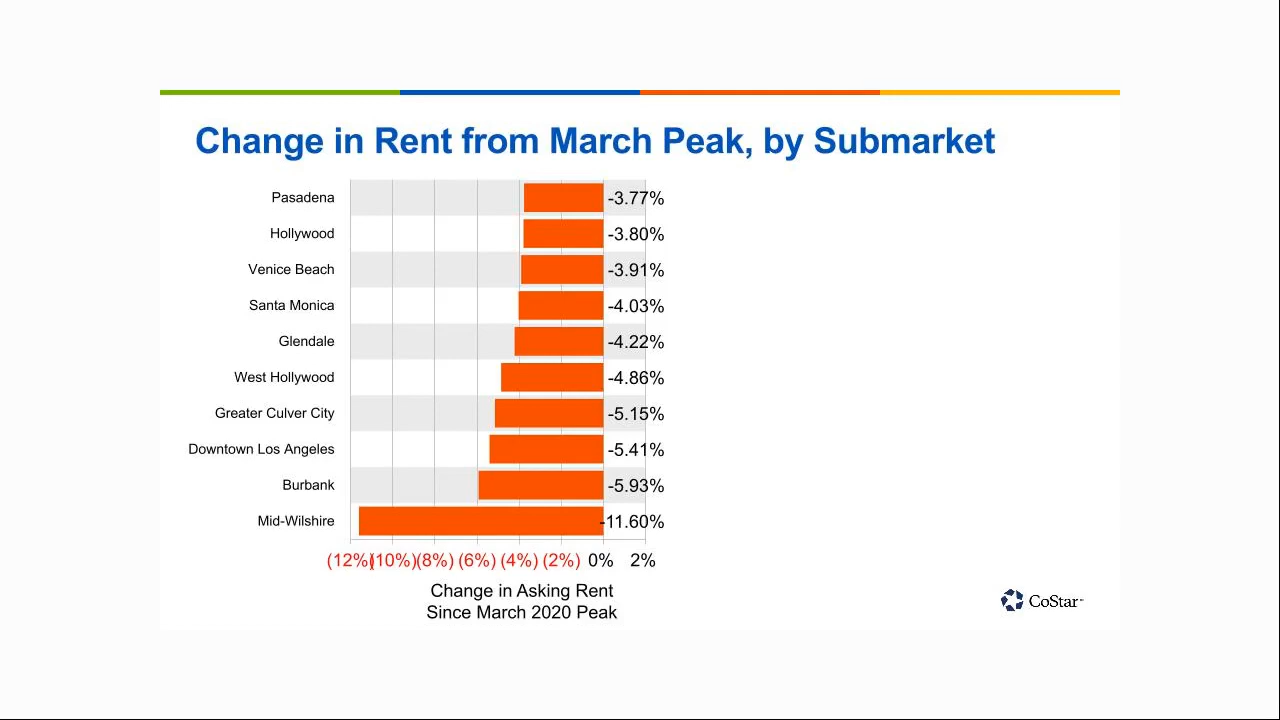 Change in Rent from March Peak, by Submarket
Pasadena -3.77%
Hollywood -3.80%
Venice Beach -3.91%
Santa Monica -4.03%
Glendale -4.22%
West Hollywood -4.86%
Greater Culver City -5.15%
Downtown Los Angeles -5.41%
Burbank -5.93%
Mid-Wilshire -11.60%
(12%) (10%) (8%) (6%) (4%) (2%) 0% 2%
Change in Asking Rent
Since March 2020 Peak
CoStar™